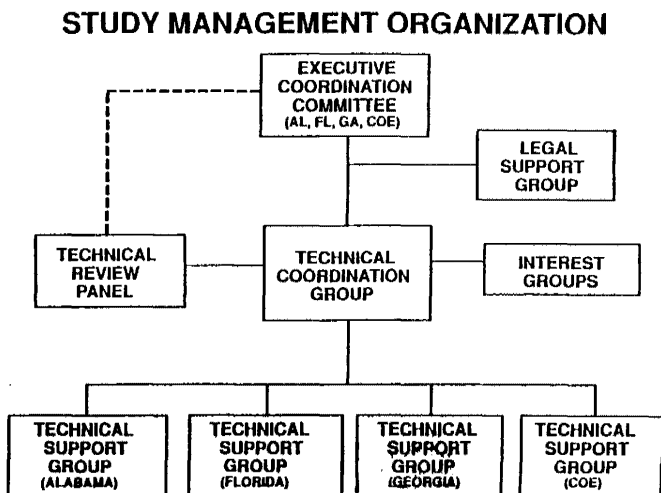 STUDY MANAGEMENT ORGANIZATION
EXECUTIVE
COORDINATION
COMMITTEE
(AL, FL, GA, COE)
LEGAL
SUPPORT
GROUP
TECHNICAL
REVIEW
PANEL
TECHNICAL
COORDINATION
GROUP
INTEREST
GROUPS
TECHNICAL
SUPPORT
GROUP
(ALABAMA)
TECHNICAL
SUPPORT
GROUP
(FLORIDA)
TECHNICAL
SUPPORT
GROUP
(GEORGIA)
TECHNICAL
SUPPORT
GROUP
(COE)